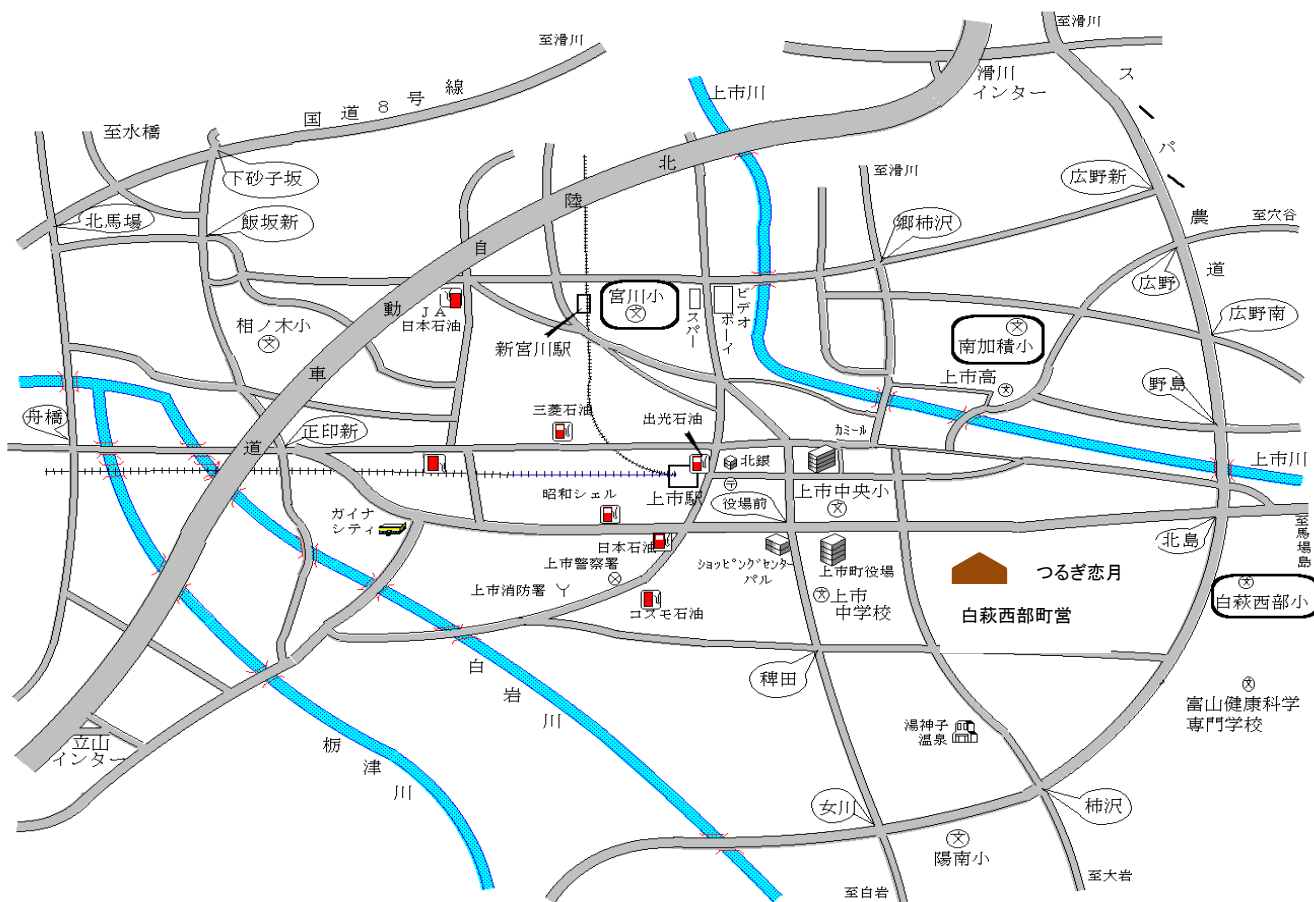 至滑川
至滑川
上市川
滑川
インター
国道8号線
至水橋
スーパー農道
北陸自動車道
下砂子坂
至滑川
広野新
北馬場
飯坂新
郷柿沢
至穴谷
広野
宮川小
ＪＡ
日本石油
スパー
ビデオ
ボーイ
相ノ木小
新宮川駅
広野南
南加積小
上市高
野島
舟橋
正印新
三菱石油
出光石油
カミール
北銀
上市駅
上市中央小
上市川
昭和シェル
役場前
ガイナ
シティ
日本石油
ショッピングセンター
パル
上市町役場
北島
至馬場島
上市警察署
上市消防署
コスモ石油
上市
中学校
つるぎ恋月
白萩西部町営
白萩西部小
白岩川
稗田
富山健康科学
専門学校
湯神子
温泉
立山
インター
栃津川
女川
柿沢
陽南小
至白岩
至大岩